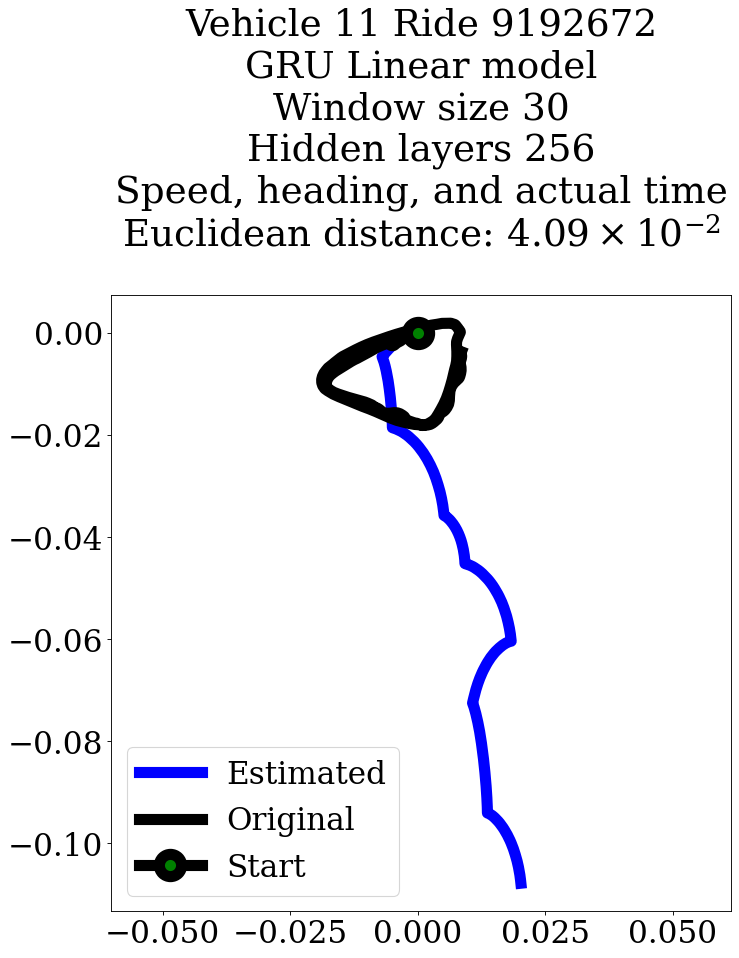 Vehicle 11 Ride 9192672
GRU Linear model
Window size 30
Hidden layers 256
Speed, heading, and actual time
Euclidean distance: 4.09 × 10⁻²
0.00
−0.02
−0.04
−0.06
−0.08
−0.10
Estimated
Original
Start
−0.050 −0.025 0.000 0.025 0.050